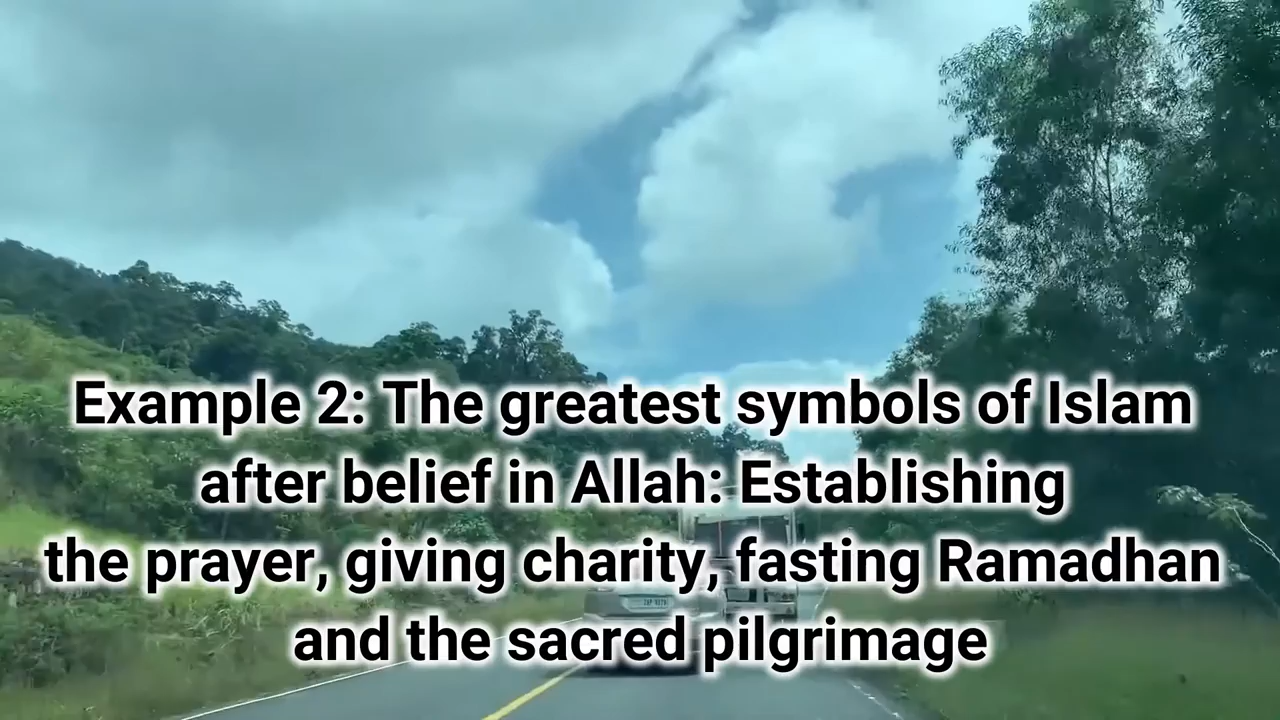 Example 2: The greatest symbols of Islam
after belief in Allah: Establishing
the prayer, giving charity, fasting Ramadhan
and the sacred pilgrimage